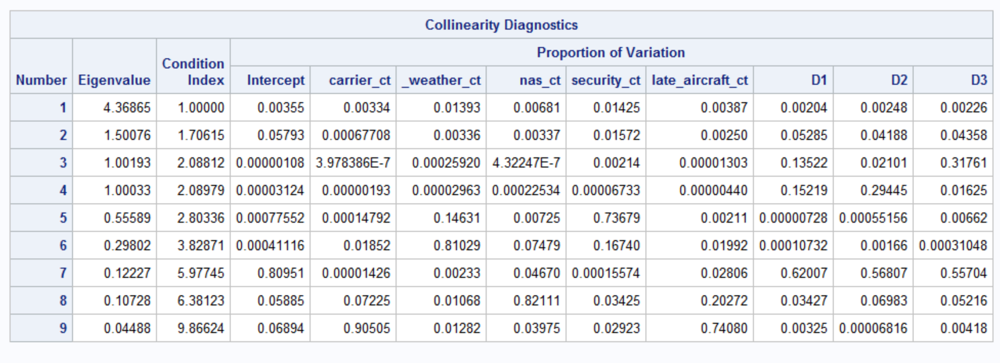 Collinearity Diagnostics
Number Eigenvalue Condition Index Proportion of Variation
Intercept carrier_ct _weather_ct nas_ct security_ct late_aircraft_ct D1 D2 D3
1 4.36865 1.00000 0.00355 0.00334 0.01393 0.00681 0.01425 0.00387 0.00204 0.00248 0.00226
2 1.50076 1.70615 0.05793 0.00067708 0.00336 0.00337 0.01572 0.00250 0.05285 0.04188 0.04358
3 1.00193 2.08812 0.00000108 3.978386E-7 0.00025920 4.32247E-7 0.00214 0.00001303 0.13522 0.02101 0.31761
4 1.00033 2.08979 0.00003124 0.00000193 0.00002963 0.00022534 0.00006733 0.00000440 0.15219 0.29445 0.01625
5 0.55589 2.80336 0.00077552 0.00014792 0.14631 0.00725 0.73679 0.00211 0.00000728 0.00055156 0.00662
6 0.29802 3.82871 0.00041116 0.01852 0.81029 0.07479 0.16740 0.01992 0.00010732 0.00166 0.00031048
7 0.12227 5.97745 0.80951 0.00001426 0.00233 0.04670 0.00015574 0.02806 0.62007 0.56807 0.55704
8 0.10728 6.38123 0.05885 0.07225 0.01068 0.82111 0.03425 0.20272 0.03427 0.06983 0.05216
9 0.04488 9.86624 0.06894 0.90505 0.01282 0.03975 0.02923 0.74080 0.00325 0.00006816 0.00418